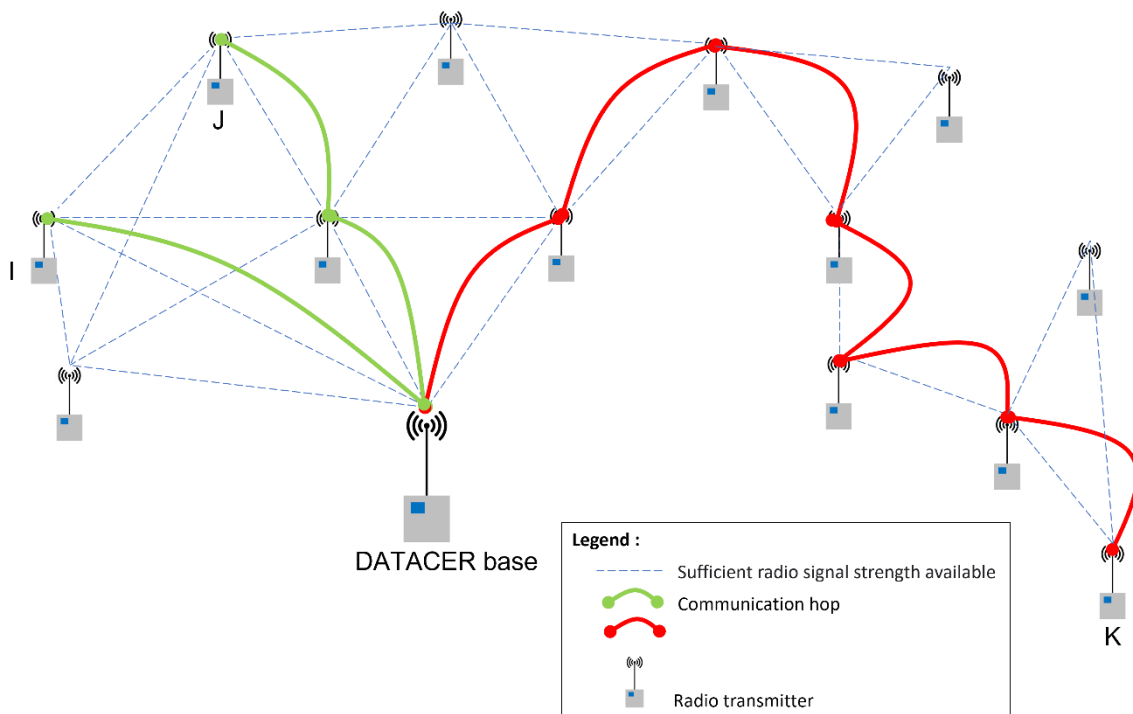 J
I
DATACER base
K
Legend :
Sufficient radio signal strength available
Communication hop
Radio transmitter